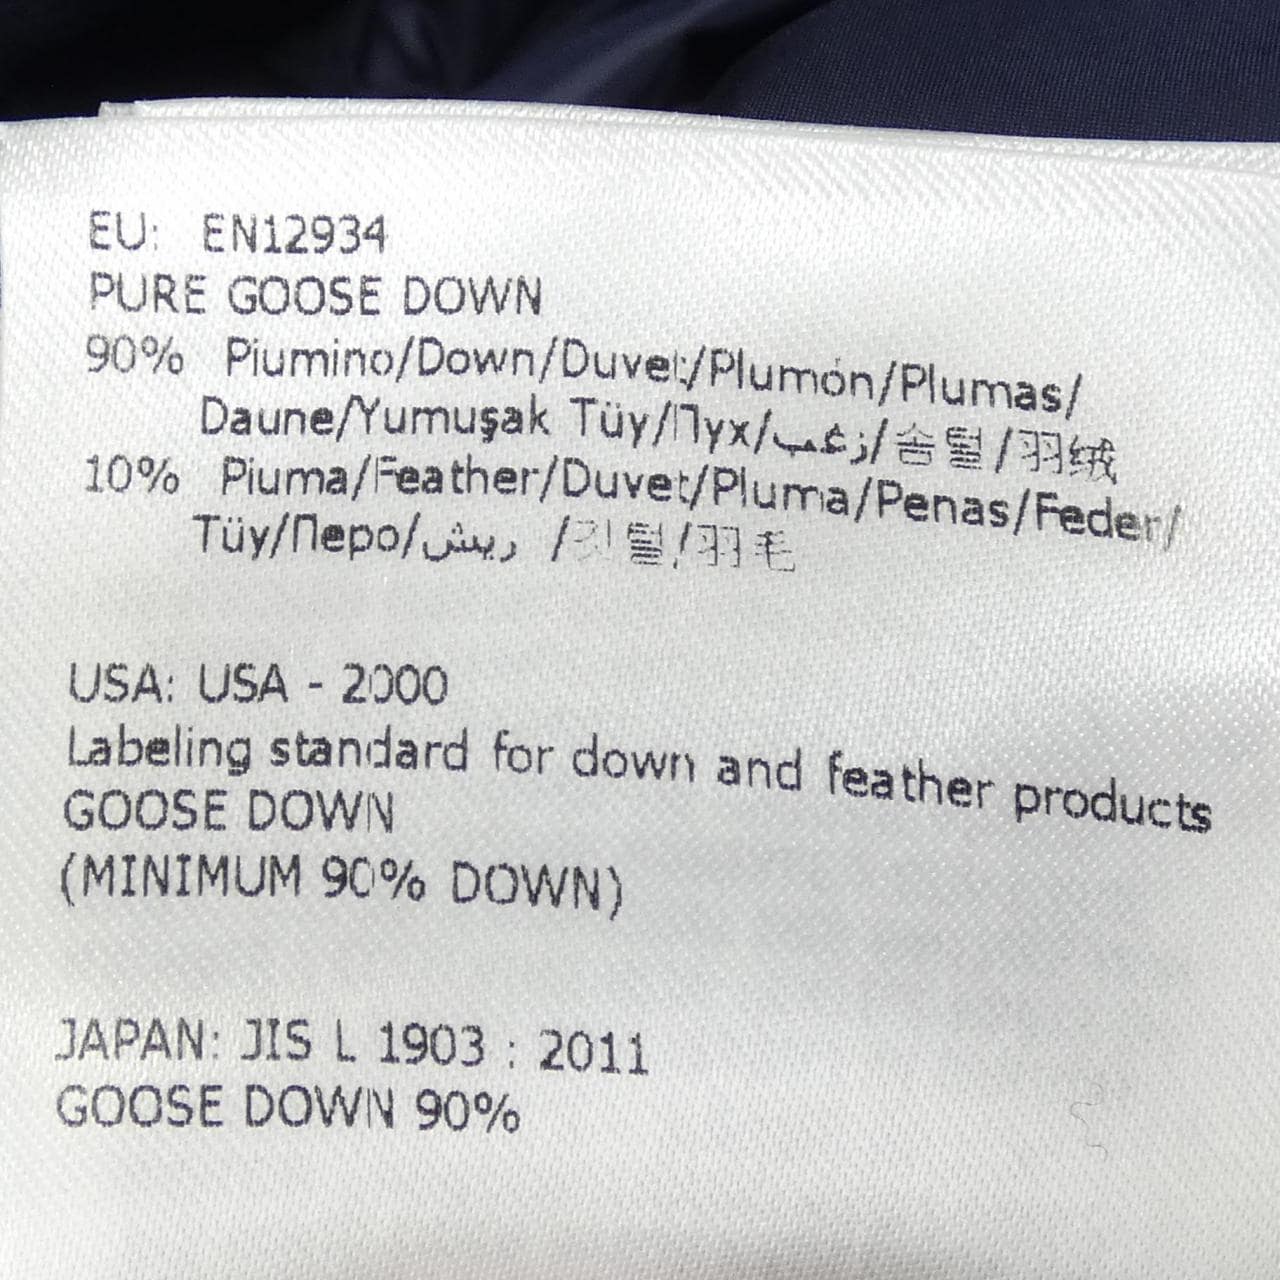 EU: EN12934
PURE GOOSE DOWN
90% Piumino/Down/Duvet/Plumón/Plumas/
Daune/Yumuşak Tüy/Пух/زغب/솜털/羽绒
10% Piuma/Feather/Duvet/Pluma/Penas/Feder/
Tüy/Перо/ريش /깃털/羽毛
USA: USA - 2000
Labeling standard for down and feather products
GOOSE DOWN
(MINIMUM 90% DOWN)
JAPAN: JIS L 1903 : 2011
GOOSE DOWN 90%